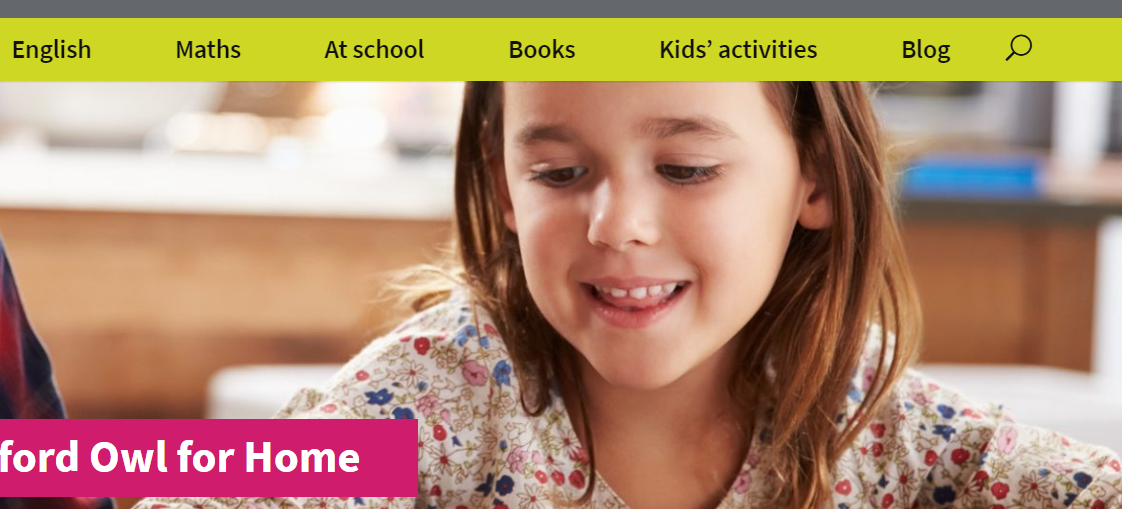 English Maths At school Books Kids’ activities Blog
ford Owl for Home